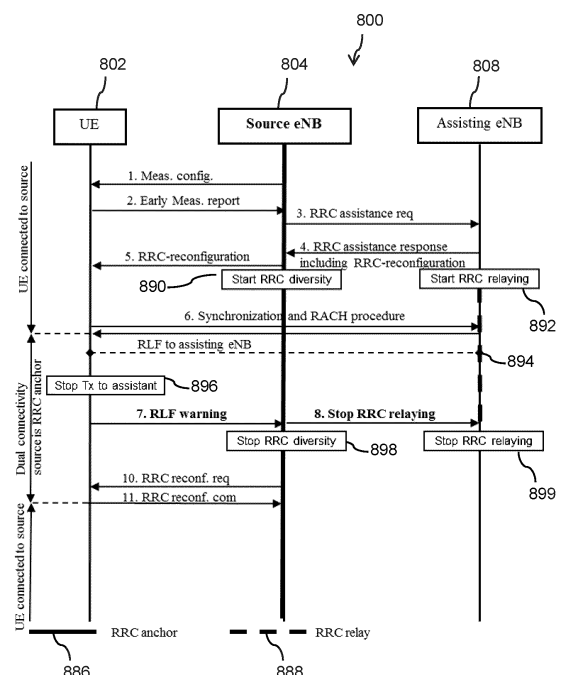 800
802
804
808
UE
Source eNB
Assisting eNB
1. Meas. config.
2. Early Meas. report
3. RRC assistance req
4. RRC assistance response
including RRC-reconfiguration
5. RRC-reconfiguration
890
Start RRC diversity
Start RRC relaying
892
UE connected to source
6. Synchronization and RACH procedure
RLF to assisting eNB
894
Stop Tx to assistant
896
Dual connectivity
source is RRC anchor
7. RLF warning
8. Stop RRC relaying
Stop RRC diversity
898
Stop RRC relaying
899
10. RRC reconf. req
11. RRC reconf. com
UE connected to source
RRC anchor
RRC relay
886
888